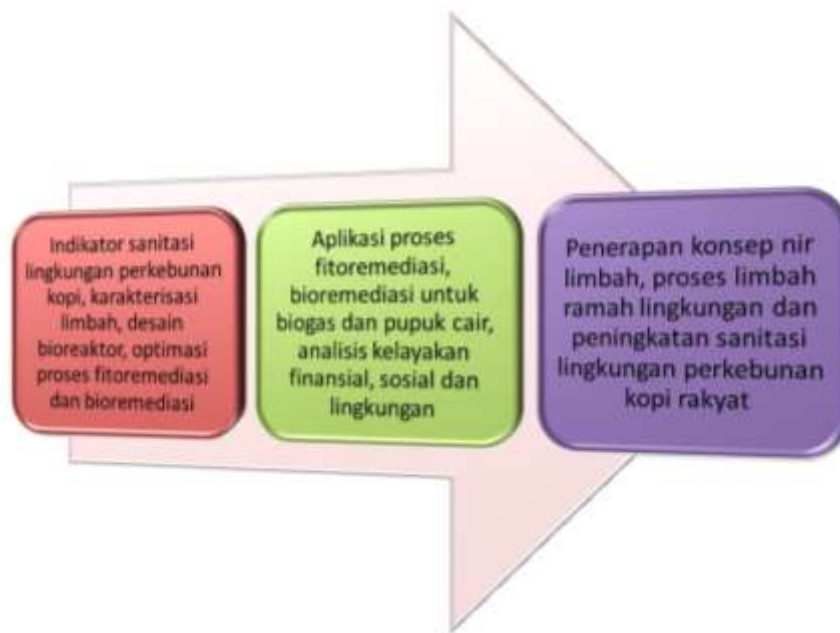 Indikator sanitasi
lingkungan perkebunan
kopi, karakterisasi
limbah, desain
bioreaktor, optimasi
proses fitoremediasi
dan bioremediasi
Aplikasi proses
fitoremediasi,
bioremediasi untuk
biogas dan pupuk cair,
analisis kelayakan
finansial, sosial dan
lingkungan
Penerapan konsep nir
limbah, proses limbah
ramah lingkungan dan
peningkatan sanitasi
lingkungan perkebunan
kopi rakyat